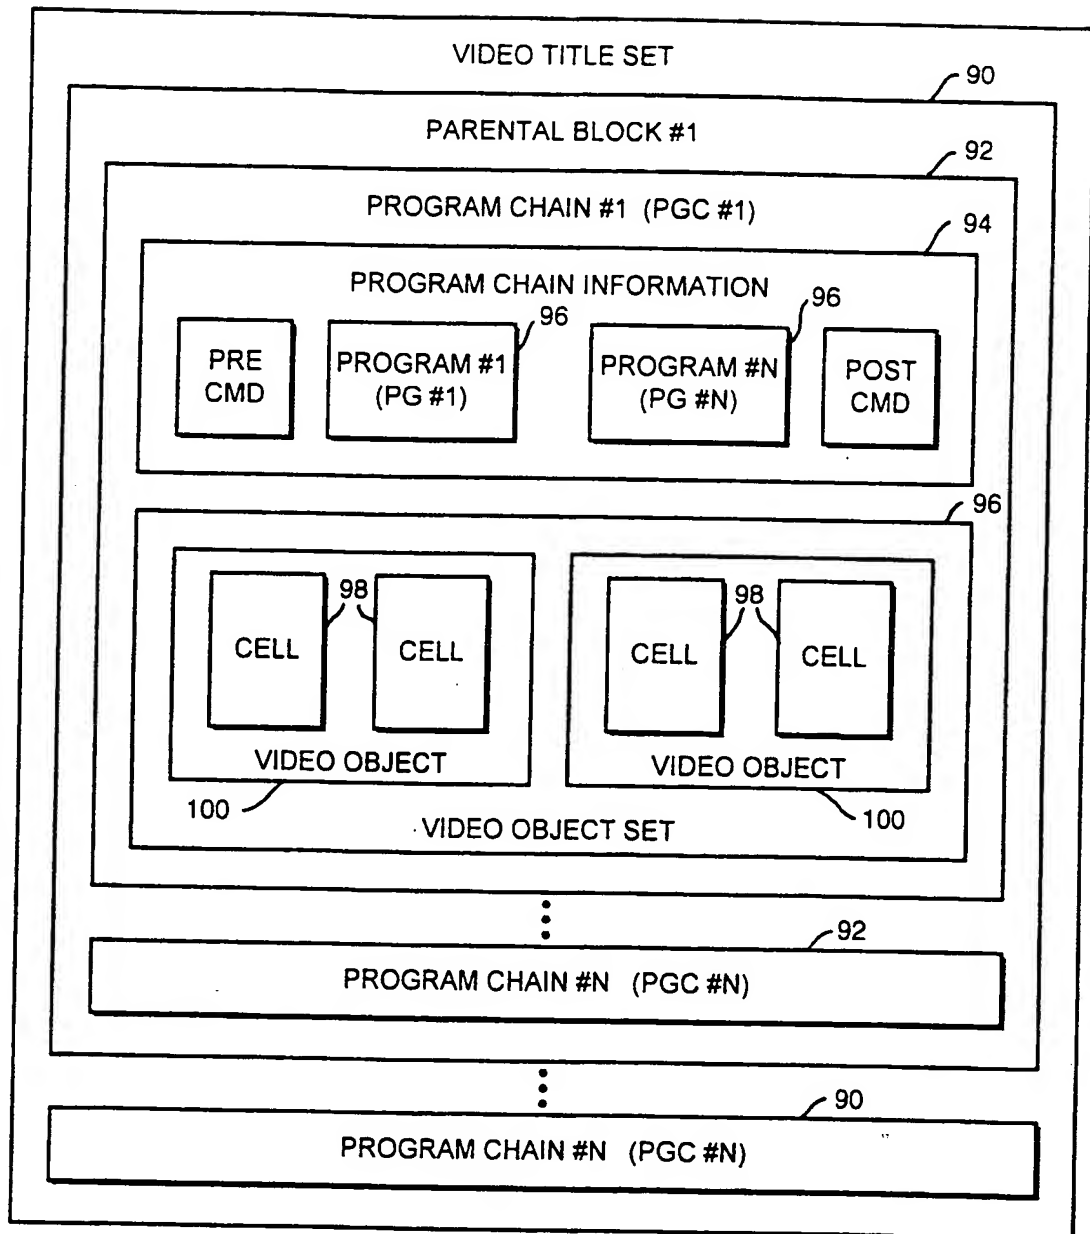 VIDEO TITLE SET
90
PARENTAL BLOCK #1
92
PROGRAM CHAIN #1 (PGC #1)
94
PROGRAM CHAIN INFORMATION
96
96
PRE
CMD
PROGRAM #1
(PG #1)
PROGRAM #N
(PG #N)
POST
CMD
96
98
CELL
CELL
VIDEO OBJECT
100
98
CELL
CELL
VIDEO OBJECT
100
VIDEO OBJECT SET
92
PROGRAM CHAIN #N (PGC #N)
90
PROGRAM CHAIN #N (PGC #N)